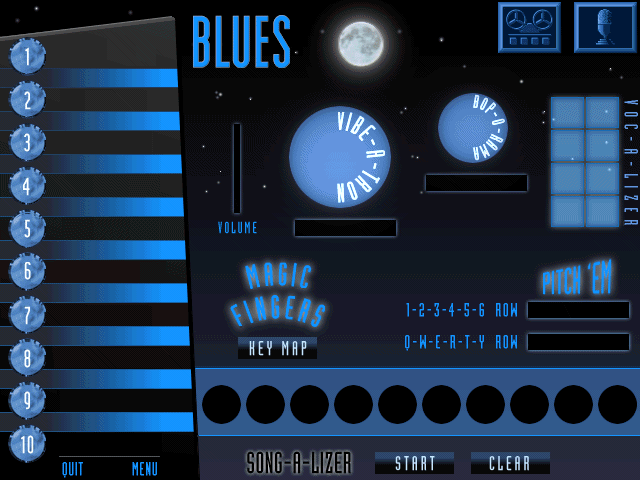 BLUES
1
2
3
4
5
6
7
8
9
10
VIBE-A-TRON
BOP-O-RAMA
VOC-A-LIZER
VOLUME
MAGIC
FINGERS
KEY MAP
PITCH 'EM
1-2-3-4-5-6 ROW
Q-W-E-R-T-Y ROW
SONG-A-LIZER
START
CLEAR
QUIT
MENU